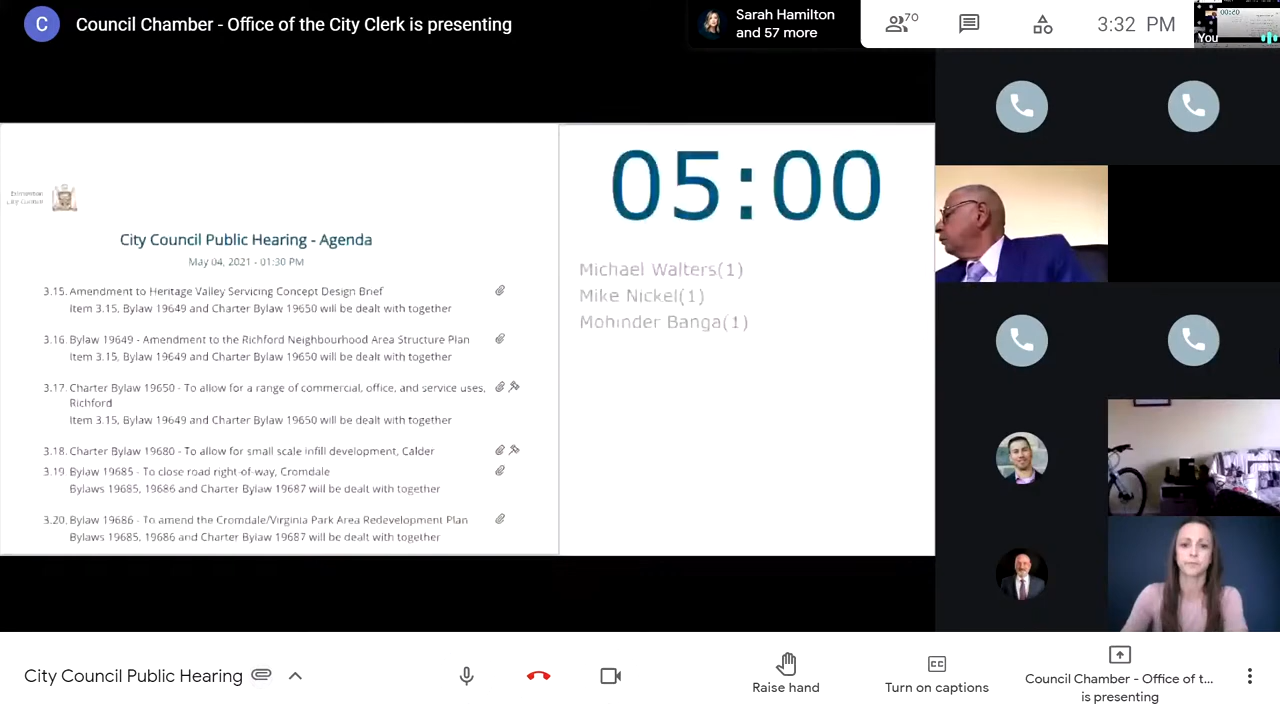 C
Council Chamber - Office of the City Clerk is presenting
Sarah Hamilton
and 57 more
70
3:32 PM
You
05:00
Edmonton
City Council
City Council Public Hearing - Agenda
May 04, 2021 - 01:30 PM
3.15. Amendment to Heritage Valley Servicing Concept Design Brief
Item 3.15, Bylaw 19649 and Charter Bylaw 19650 will be dealt with together
3.16. Bylaw 19649 - Amendment to the Richford Neighbourhood Area Structure Plan
Item 3.15, Bylaw 19649 and Charter Bylaw 19650 will be dealt with together
3.17. Charter Bylaw 19650 - To allow for a range of commercial, office, and service uses,
Richford
Item 3.15, Bylaw 19649 and Charter Bylaw 19650 will be dealt with together
3.18. Charter Bylaw 19680 - To allow for small scale infill development, Calder
3.19. Bylaw 19685 - To close road right-of-way, Cromdale
Bylaws 19685, 19686 and Charter Bylaw 19687 will be dealt with together
3.20. Bylaw 19686 - To amend the Cromdale/Virginia Park Area Redevelopment Plan
Bylaws 19685, 19686 and Charter Bylaw 19687 will be dealt with together
05:00
Michael Walters(1)
Mike Nickel(1)
Mohinder Banga(1)
City Council Public Hearing
Raise hand
CC
Turn on captions
Council Chamber - Office of t...
is presenting